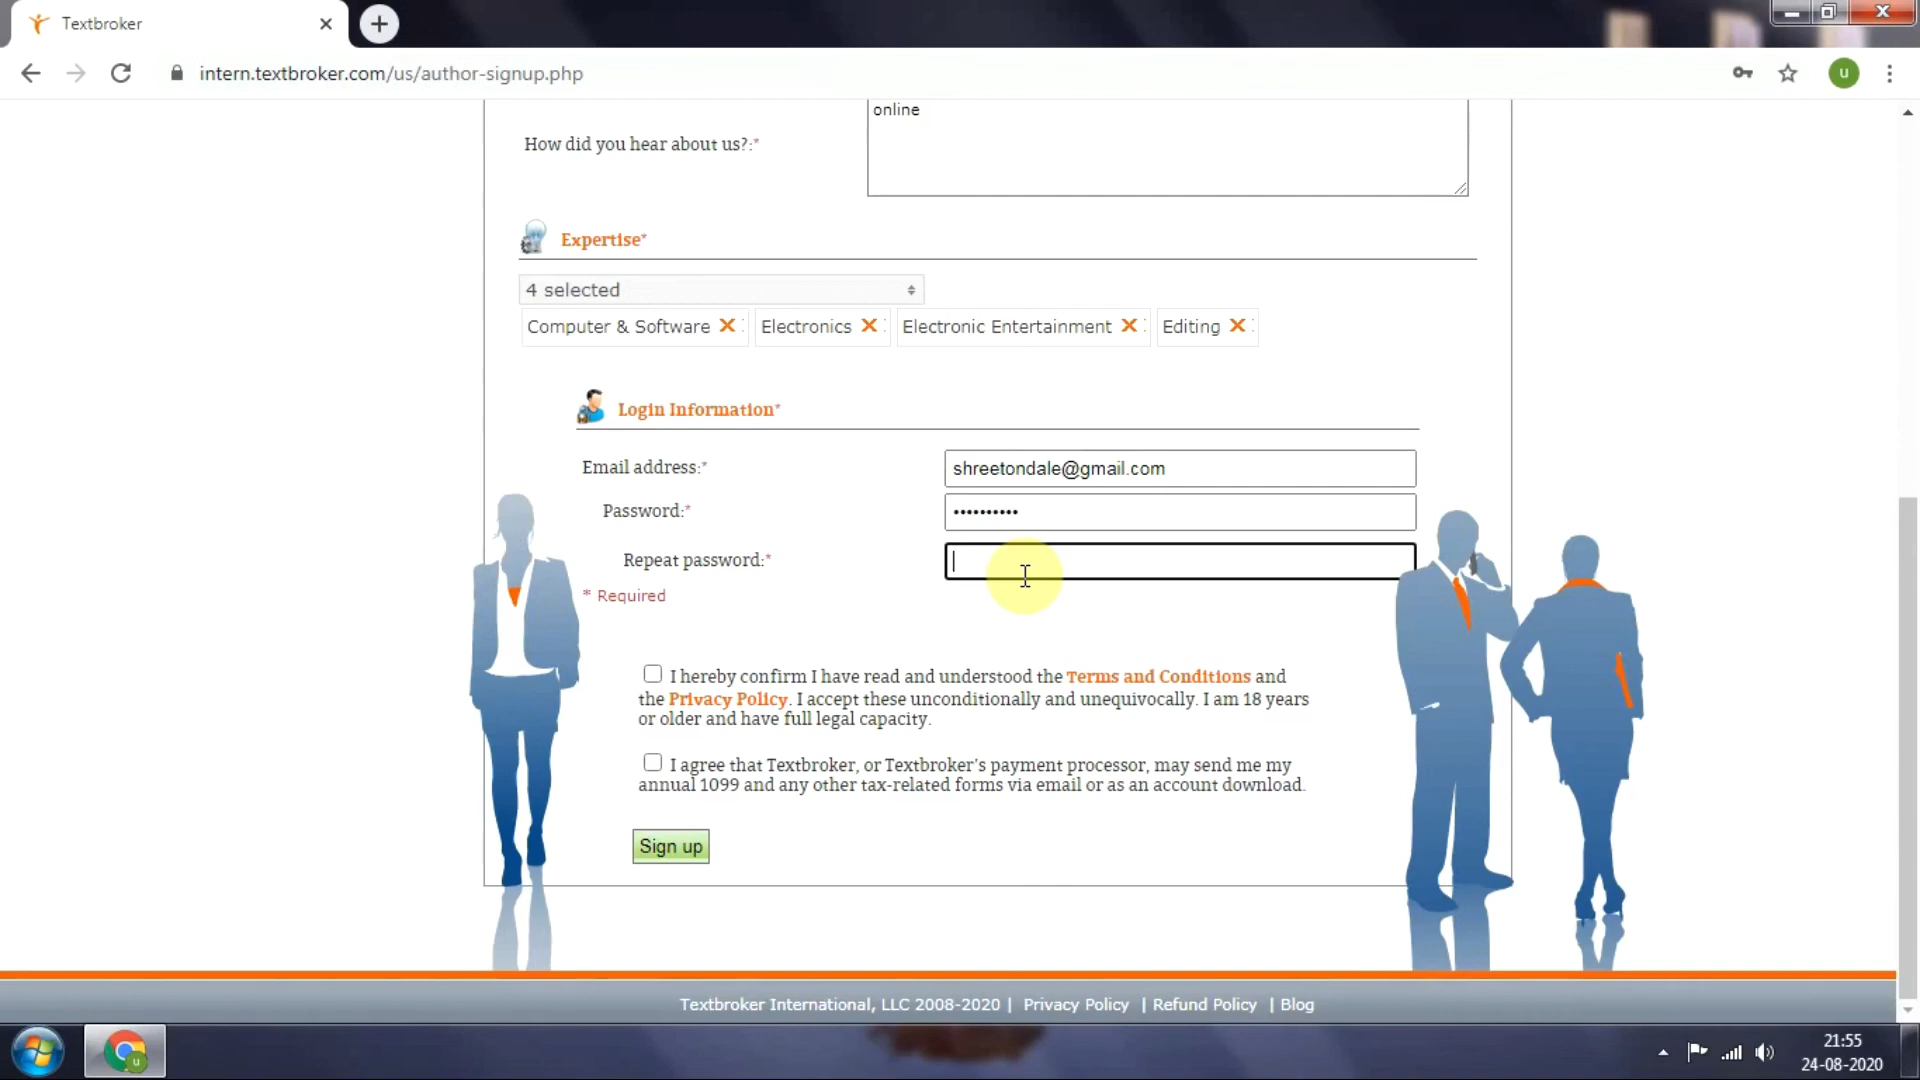 Textbroker
intern.textbroker.com/us/author-signup.php
u
online
How did you hear about us?:*
Expertise*
4 selected
Computer & Software
Electronics
Electronic Entertainment
Editing
Login Information*
Email address:*
shreetondale@gmail.com
Password:*
••••••••••
Repeat password:*
* Required
I hereby confirm I have read and understood the Terms and Conditions and
the Privacy Policy. I accept these unconditionally and unequivocally. I am 18 years
or older and have full legal capacity.
I agree that Textbroker, or Textbroker's payment processor, may send me my
annual 1099 and any other tax-related forms via email or as an account download.
Sign up
Textbroker International, LLC 2008-2020 | Privacy Policy | Refund Policy | Blog
u
21:55
24-08-2020